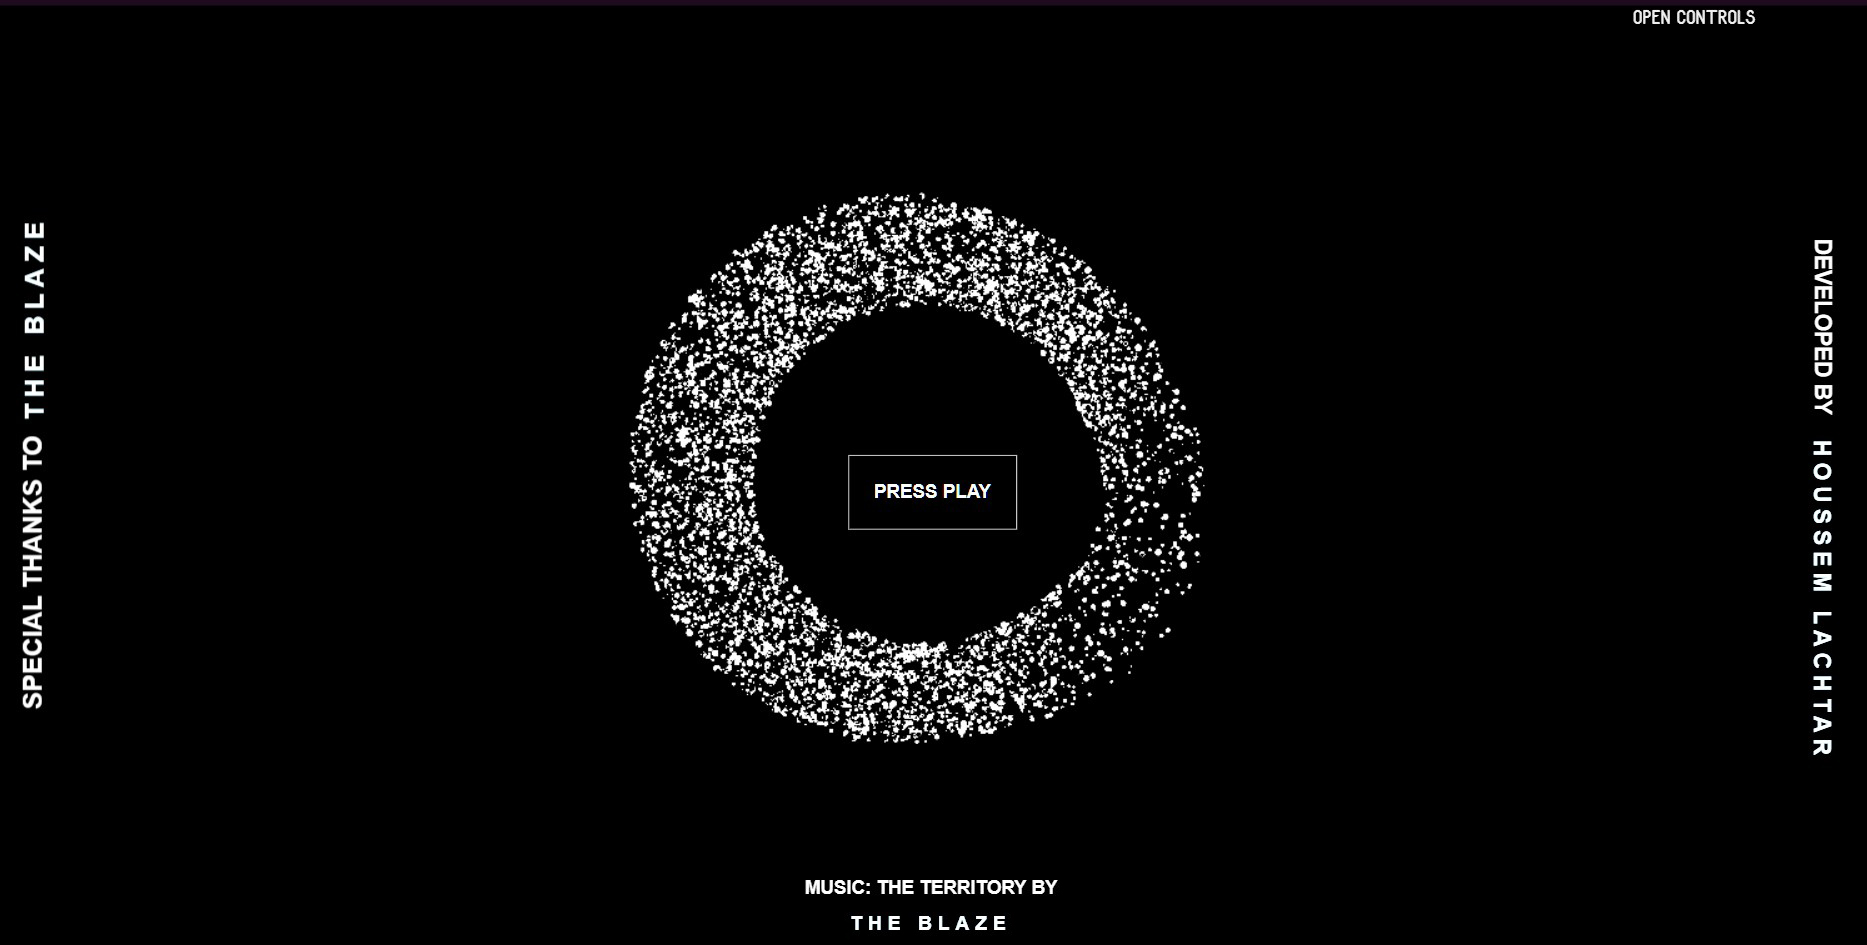 OPEN CONTROLS
SPECIAL THANKS TO THE BLAZE
PRESS PLAY
DEVELOPED BY HOUSSEM LACHTAR
MUSIC: THE TERRITORY BY
THE BLAZE